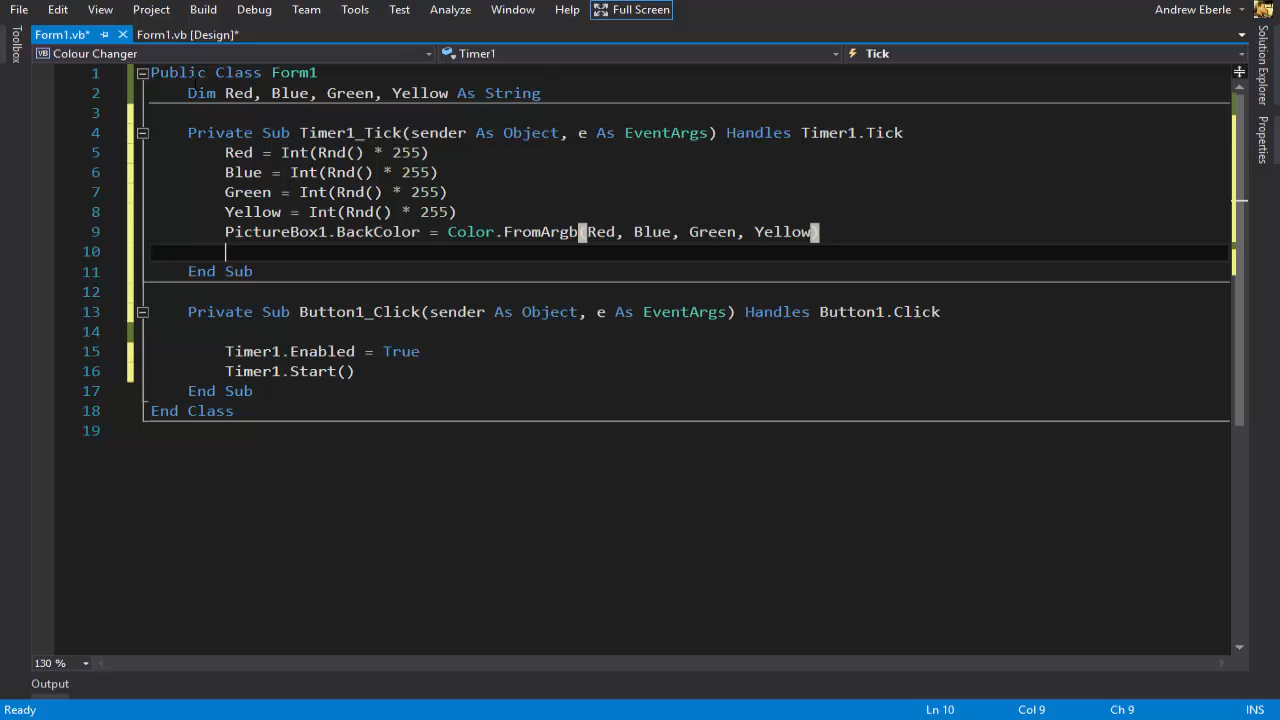 File Edit View Project Build Debug Team Tools Test Analyze Window Help Full Screen Andrew Eberle
Form1.vb* Form1.vb [Design]*
VB Colour Changer Timer1 Tick
Toolbox
Solution Explorer
Properties
1 Public Class Form1
2 Dim Red, Blue, Green, Yellow As String
3
4 Private Sub Timer1_Tick(sender As Object, e As EventArgs) Handles Timer1.Tick
5 Red = Int(Rnd() * 255)
6 Blue = Int(Rnd() * 255)
7 Green = Int(Rnd() * 255)
8 Yellow = Int(Rnd() * 255)
9 PictureBox1.BackColor = Color.FromArgb(Red, Blue, Green, Yellow)
10
11 End Sub
12
13 Private Sub Button1_Click(sender As Object, e As EventArgs) Handles Button1.Click
14
15 Timer1.Enabled = True
16 Timer1.Start()
17 End Sub
18 End Class
19
130 %
Output
Ready Ln 10 Col 9 Ch 9 INS